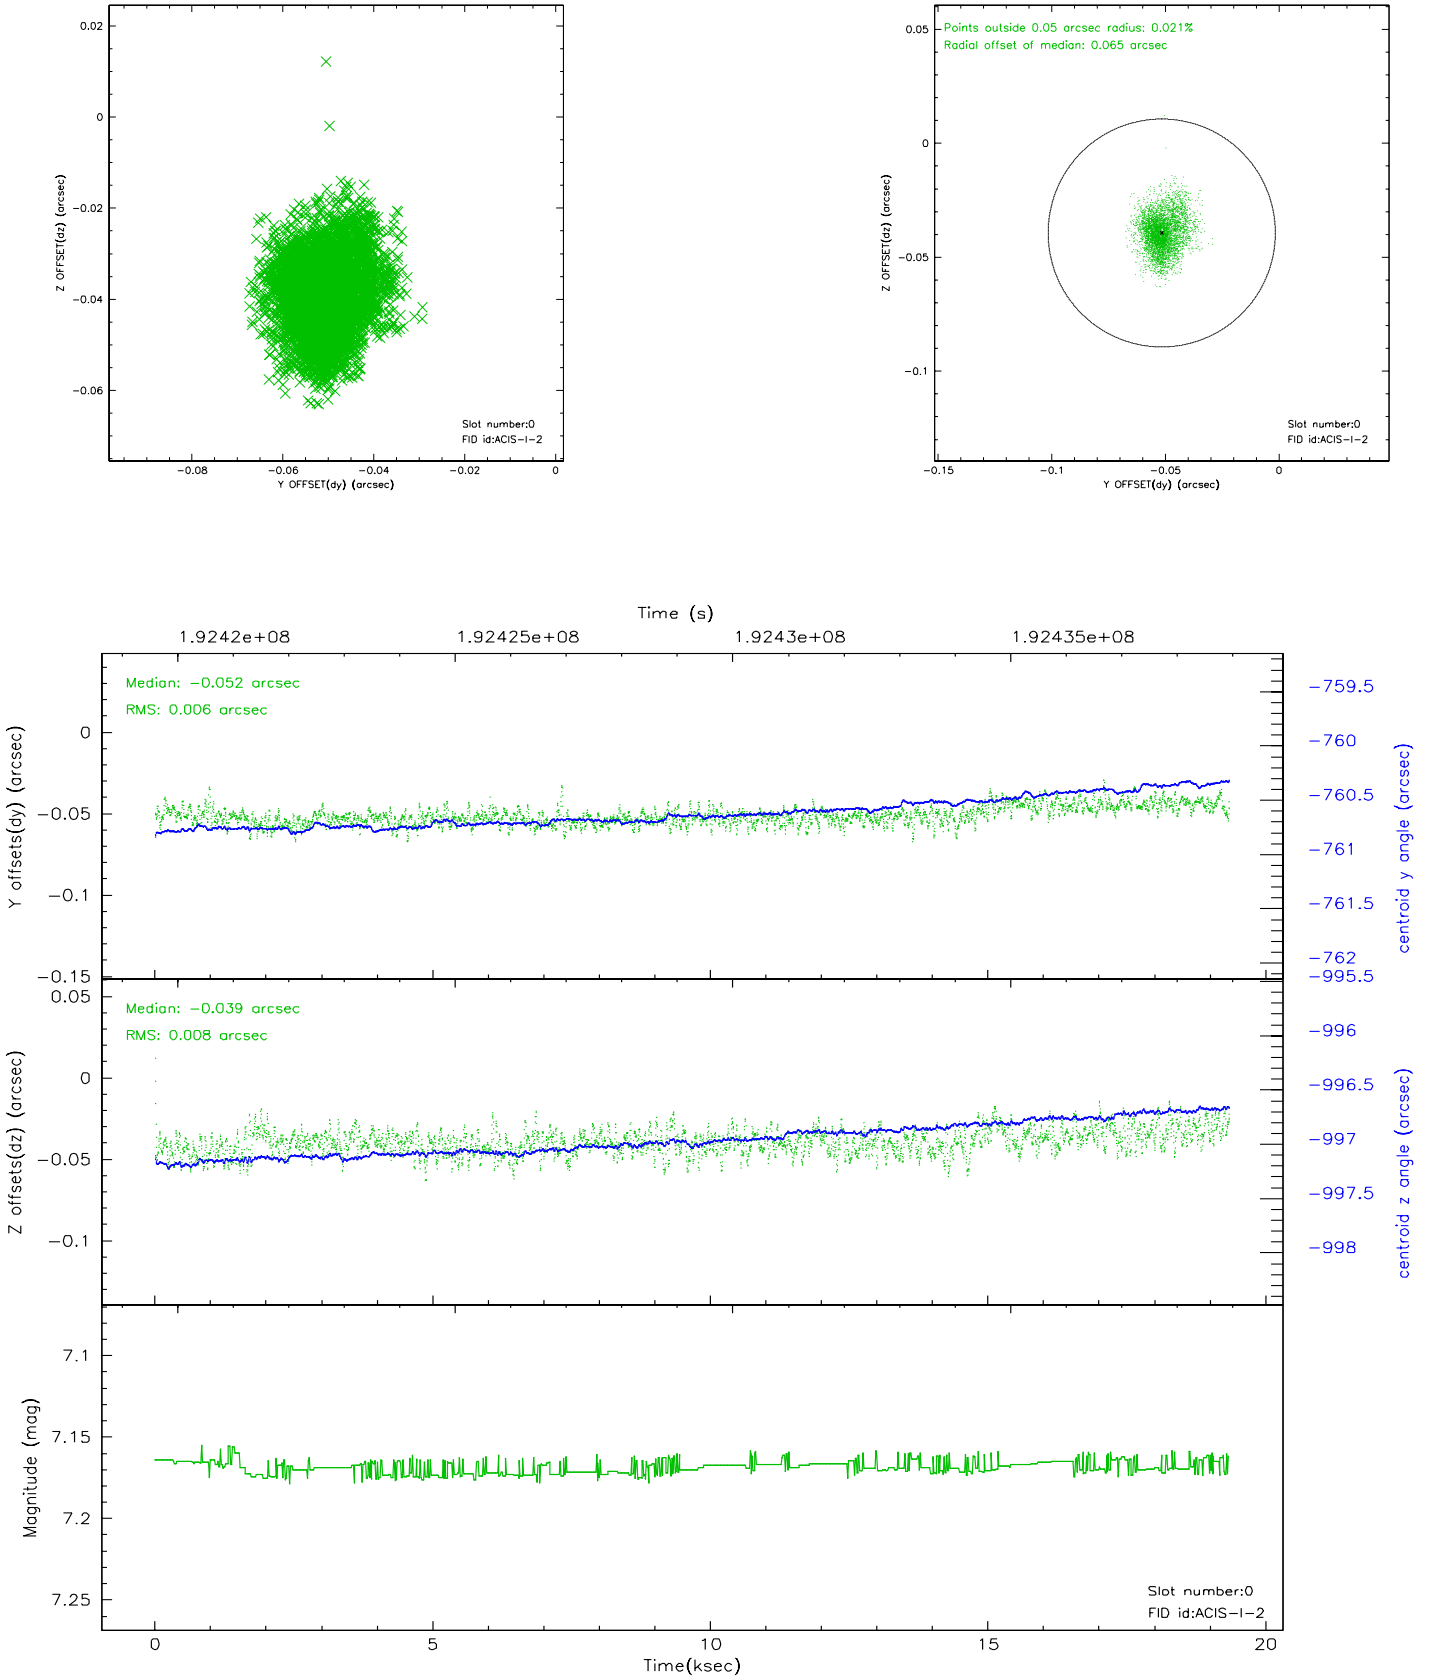 0.02
0
−0.02
−0.04
−0.06
Z OFFSET(dz) (arcsec)
Slot number:0
FID id:ACIS−I−2
−0.08
−0.06
−0.04
−0.02
0
Y OFFSET(dy) (arcsec)
Points outside 0.05 arcsec radius: 0.021%
Radial offset of median: 0.065 arcsec
0.05
0
−0.05
−0.1
Z OFFSET(dz) (arcsec)
Slot number:0
FID id:ACIS−I−2
−0.15
−0.1
−0.05
0
Y OFFSET(dy) (arcsec)
Time (s)
1.9242e+08
1.92425e+08
1.9243e+08
1.92435e+08
Median: −0.052 arcsec
RMS: 0.006 arcsec
0
−0.05
−0.1
−0.15
Y offsets(dy) (arcsec)
−759.5
−760
−760.5
−761
−761.5
−762
centroid y angle (arcsec)
Median: −0.039 arcsec
RMS: 0.008 arcsec
0.05
0
−0.05
−0.1
Z offsets(dz) (arcsec)
−995.5
−996
−996.5
−997
−997.5
−998
centroid z angle (arcsec)
7.1
7.15
7.2
7.25
Magnitude (mag)
Slot number:0
FID id:ACIS−I−2
0
5
10
15
20
Time(ksec)